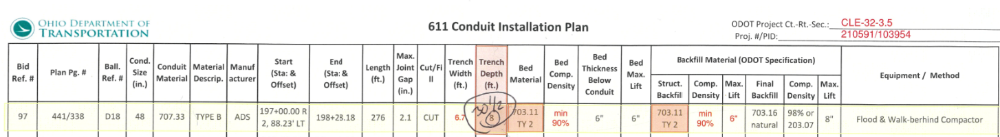 OHIO DEPARTMENT OF
TRANSPORTATION
611 Conduit Installation Plan
ODOT Project Ct.-Rt.-Sec.: CLE-32-3.5
Proj. #/PID: 210591/103954
Bid Ref. #
Plan Pg. #
Ball. Ref. #
Cond. Size (in.)
Conduit Material
Material Descrip.
Manuf acturer
Start (Sta: & Offset)
End (Sta: & Offset)
Length (ft.)
Max. Joint Gap (in.)
Cut/Fi ll
Trench Width (ft.)
Trench Depth (ft.)
Bed Material
Bed Comp. Density
Bed Thickness Below Conduit
Bed Max. Lift
Backfill Material (ODOT Specification)
Struct. Backfill
Comp. Density
Max. Lift
Final Backfill
Comp. Density
Max. Lift
Equipment / Method
97
441/338
D18
48
707.33
TYPE B
ADS
197+00.00 R
2, 88.23' LT
198+28.18
276
2.1
CUT
6.7
30 1/2
8
703.11
TY 2
min
90%
6"
6"
703.11
TY 2
min
90%
6"
703.16
natural
98% or
203.07
8"
Flood & Walk-berhind Compactor